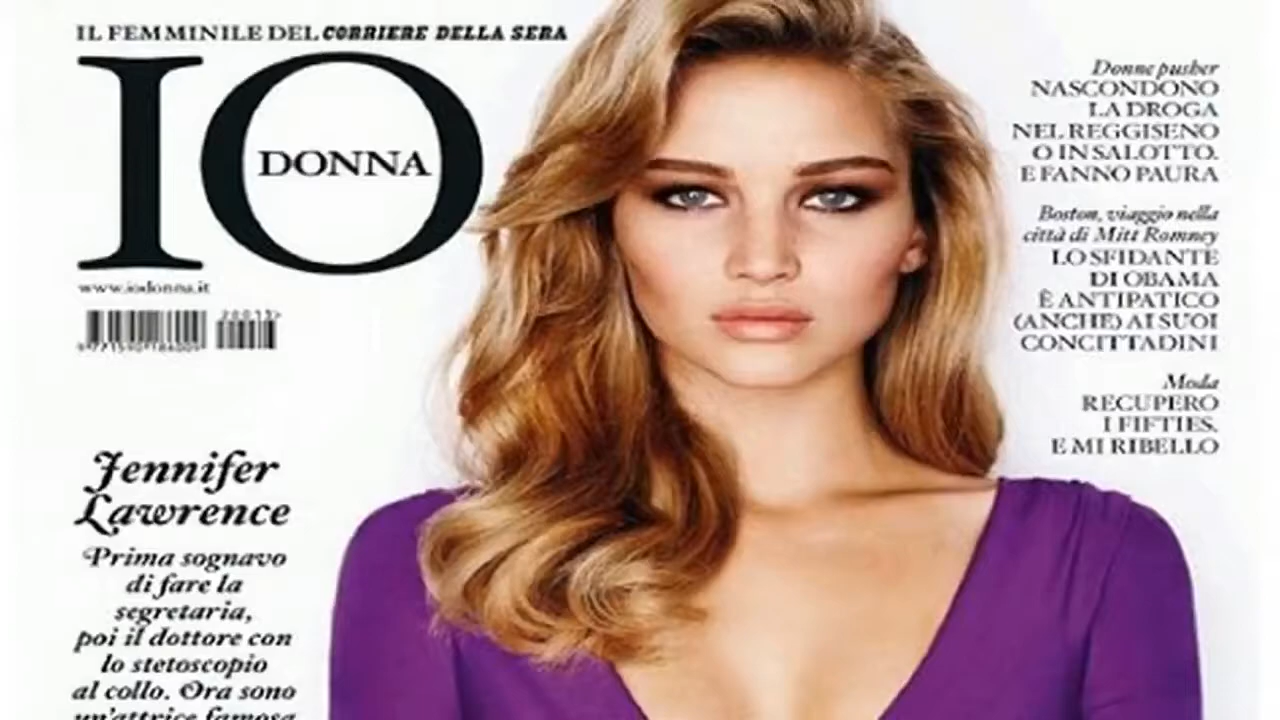 IL FEMMINILE DEL CORRIERE DELLA SERA
IO
DONNA
www.iodonna.it
Jennifer
Lawrence
Prima sognavo
di fare la
segretaria,
poi il dottore con
lo stetoscopio
al collo. Ora sono
un'attrice famosa
Donne pusher
NASCONDONO
LA DROGA
NEL REGGISENO
O IN SALOTTO.
E FANNO PAURA
Boston, viaggio nella
città di Mitt Romney
LO SFIDANTE
DI OBAMA
È ANTIPATICO
(ANCHE) AI SUOI
CONCITTADINI
Moda
RECUPERO
I FIFTIES.
E MI RIBELLO